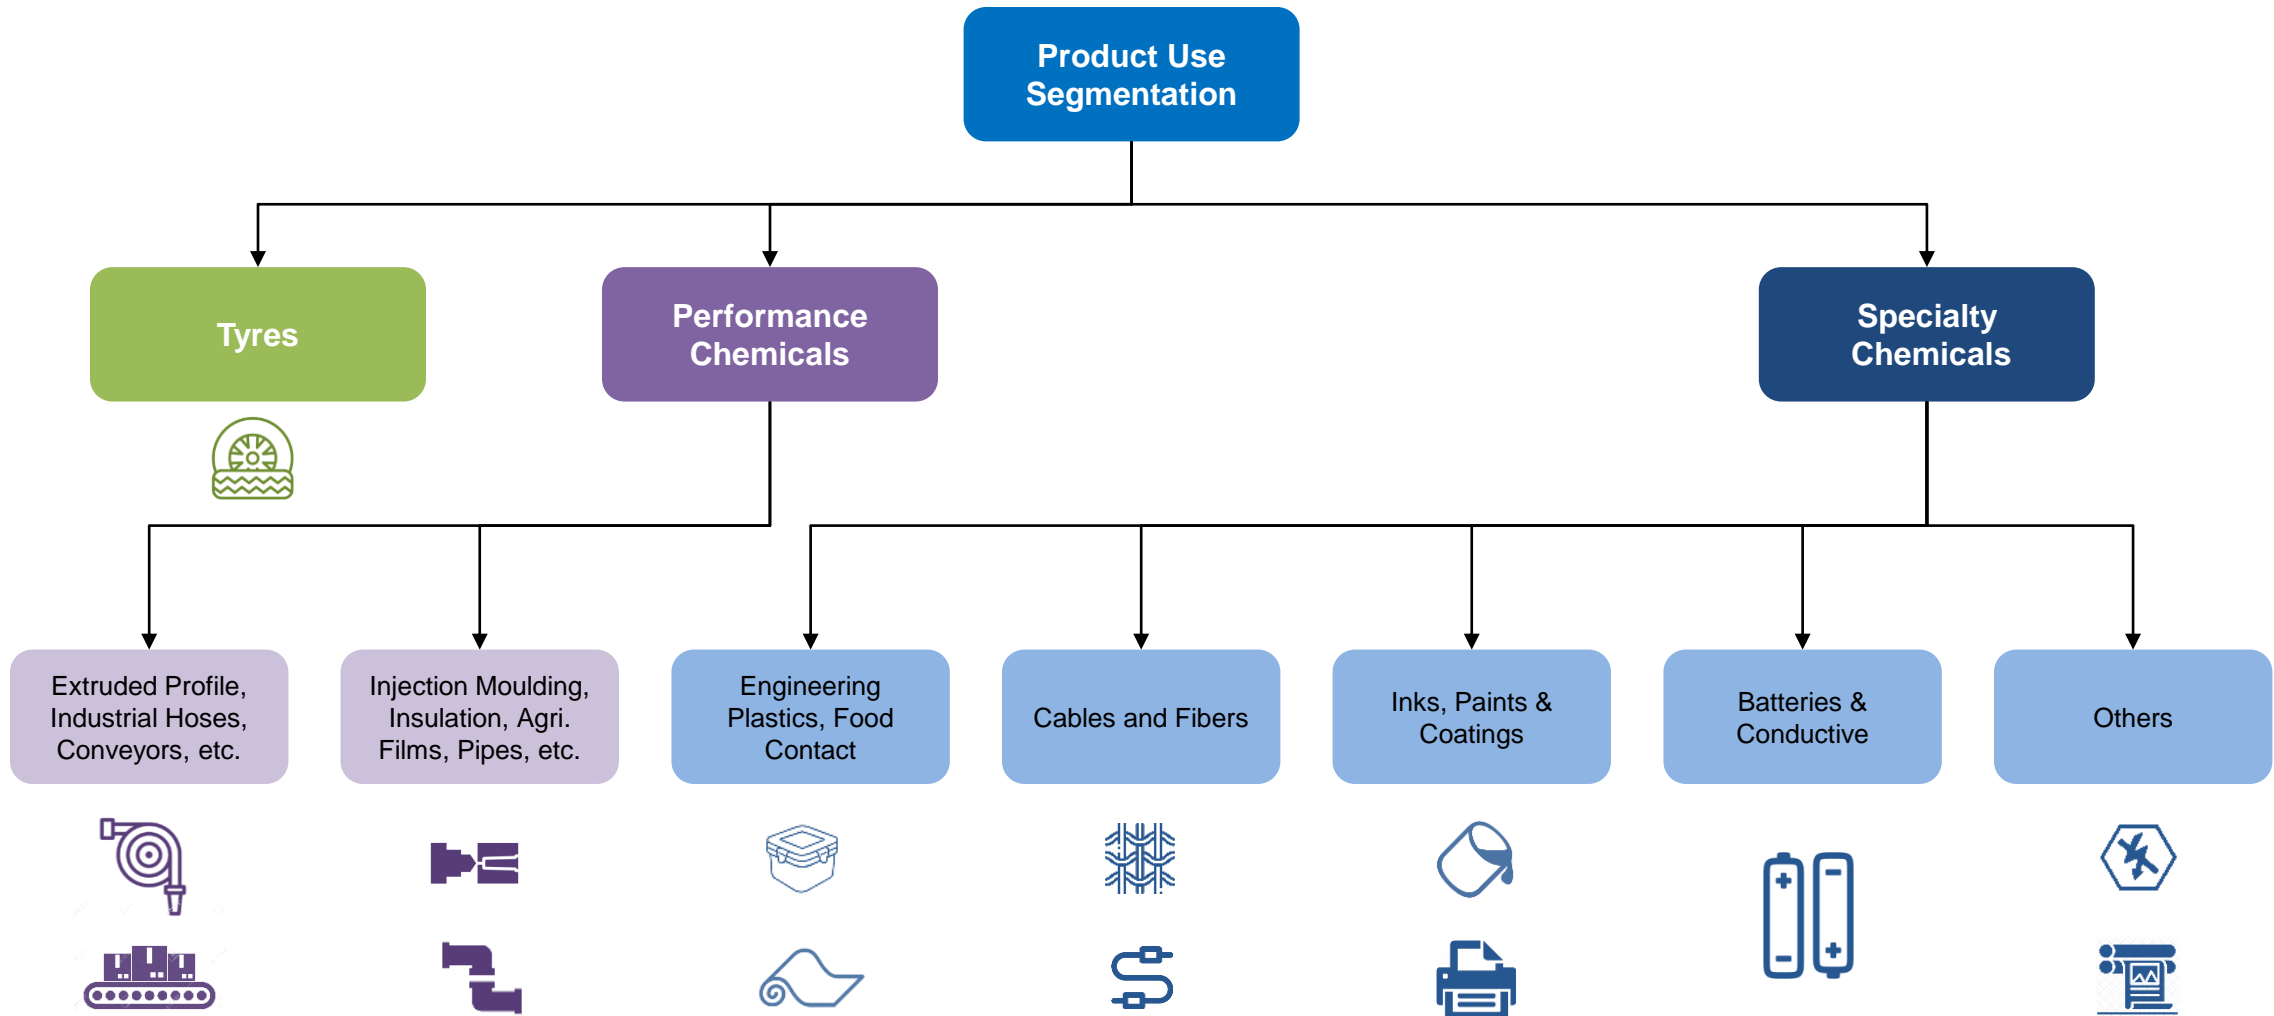 Product Use
Segmentation
Tyres
Performance
Chemicals
Specialty
Chemicals
Extruded Profile,
Industrial Hoses,
Conveyors, etc.
Injection Moulding,
Insulation, Agri.
Films, Pipes, etc.
Engineering
Plastics, Food
Contact
Cables and Fibers
Inks, Paints &
Coatings
Batteries &
Conductive
Others